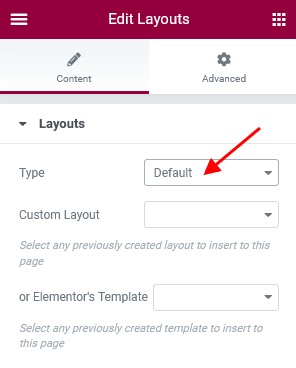 Edit Layouts
Content
Advanced
Layouts
Type
Default
Custom Layout
Select any previously created layout to insert to this
page
or Elementor's Template
Select any previously created template to insert to
this page